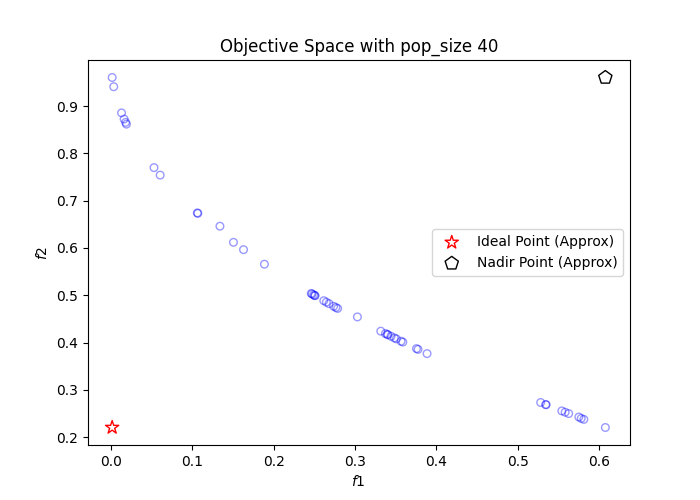 Objective Space with pop_size 40
f2
0.9
0.8
0.7
0.6
0.5
0.4
0.3
0.2
Ideal Point (Approx)
Nadir Point (Approx)
0.0 0.1 0.2 0.3 0.4 0.5 0.6
f1